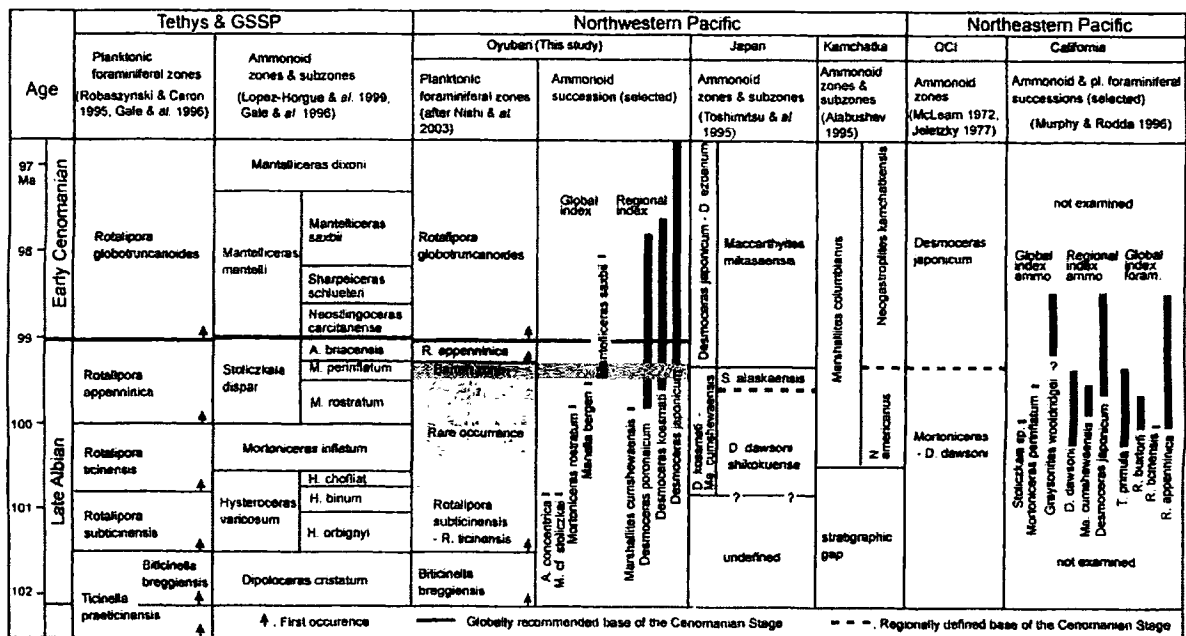 Tethys & GSSP
Northwestern Pacific
Northeastern Pacific
Age
Oyubari (This study)
Japan
Kamchatka
QCI
California
Planktonic
foraminiferal zones
(Robaszynski & Caron
1995, Gale & al. 1996)
Ammonoid
zones & subzones
(Lopez-Horgue & al. 1999,
Gale & al 1996)
Planktonic
foraminiferal zones
(after Nishi & al
2003)
Ammonoid
succession (selected)
Ammonoid
zones & subzones
(Toshimitsu & al
1995)
Ammonoid
zones &
subzones
(Alabushev
1995)
Ammonoid
zones
(McLearn 1972,
Jeletzky 1977)
Ammonoid & pl. foraminiferal
successions (selected)
(Murphy & Rodda 1996)
97
Ma
98
99
100
101
102
Early Cenomanian
Late Albian
Rotalipora
globotruncanoides
Rotalipora
appenninica
Rotalipora
ticinensis
Rotalipora
subticinensis
Biticinella
breggiensis
Ticinella
praeticinensis
Mantelliceras dixoni
Mantelliceras
mantelli
Mantelliceras
saxbii
Sharpeiceras
schlueteri
Neostlingoceras
carcitanense
Stoliczkaia
dispar
A. briacensis
M. perinflatum
M. rostratum
Mortoniceras inflatum
Hysteroceras
varicosum
H. choffati
H. binum
H. orbignyi
Dipoloceras cristatum
Rotalipora
globotruncanoides
R. appenninica
Rare occurrence
Rotalipora
subticinensis
- R. ticinensis
Biticinella
breggiensis
Global
index
Regional
index
A. concentrica
M. cf stoliczkai
Mortoniceras rostratum
Mariella bergeri
Mantelliceras saxbii
Marshallites cumshewaensis
Desmoceras poronaicum
Desmoceras kossmati
Desmoceras japonicum
Desmoceras japonicum - D ezoanum
Maccarthyites
mikasaensis
D kossmati -
Ma. cumshewaensis
S. alaskaensis
D. dawsoni
shikokuense
? ?
undefined
Marshallites columbianus
Neogastroplites kamchatkensis
N americanus
stratigraphic
gap
Desmoceras
japonicum
Mortoniceras
- D. dawsoni
not examined
Global
index
ammo
Regional
index
ammo
Global
index
foram.
?
Stoliczkaia sp.
Mortoniceras perinflatum
Graysonites wooldridgei
D. dawsoni
Ma. cumshewaensis
Desmoceras japonicum
T. primula
R. buxtorfi
R. ticinensis
R. appenninica
not examined
. First occurence
Globally recommended base of the Cenomanian Stage
. Regionally defined base of the Cenomanian Stage